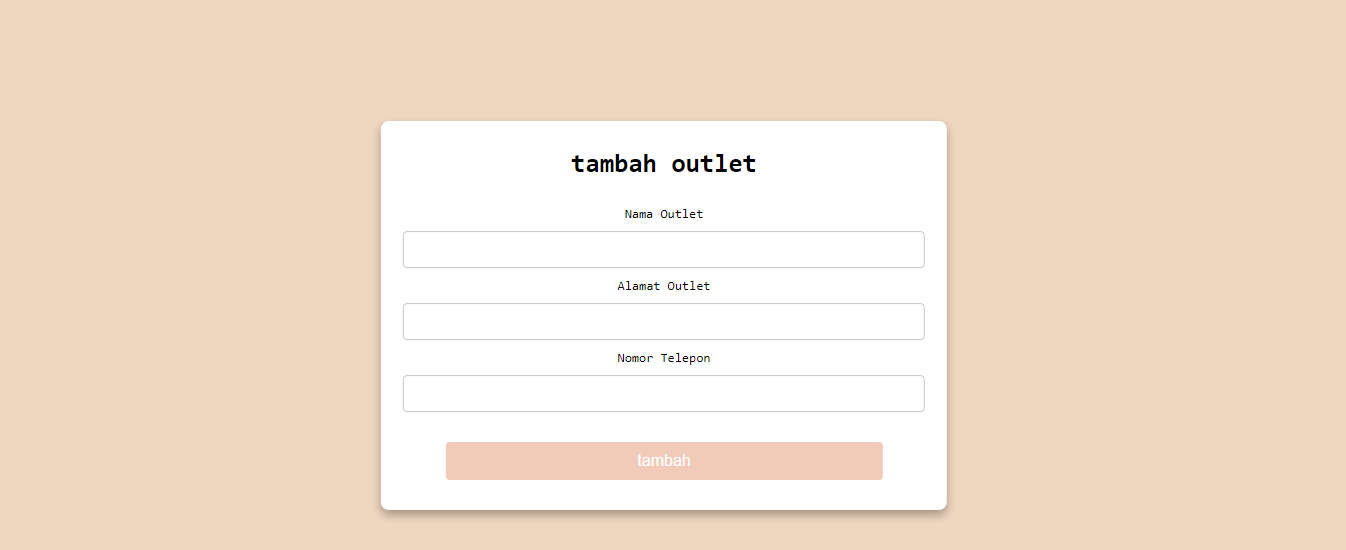 tambah outlet
Nama Outlet
Alamat Outlet
Nomor Telepon
tambah